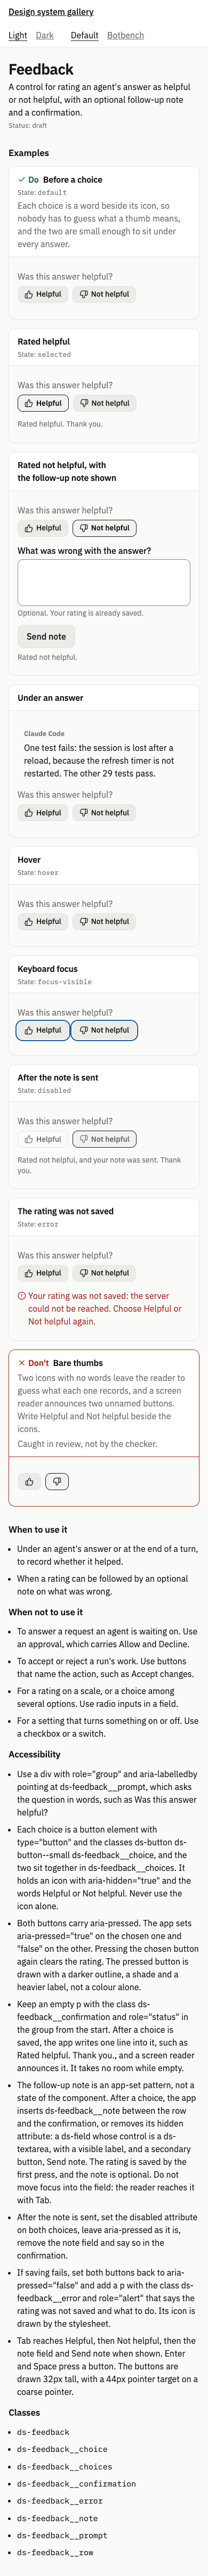 Design system gallery
Light Dark Default Botbench
Feedback
A control for rating an agent's answer as helpful
or not helpful, with an optional follow-up note
and a confirmation.
Status: draft
Examples
Do Before a choice
State: default
Each choice is a word beside its icon, so
nobody has to guess what a thumb means,
and the two are small enough to sit under
every answer.
Was this answer helpful?
Helpful Not helpful
Rated helpful
State: selected
Was this answer helpful?
Helpful Not helpful
Rated helpful. Thank you.
Rated not helpful, with
the follow-up note shown
Was this answer helpful?
Helpful Not helpful
What was wrong with the answer?
Optional. Your rating is already saved.
Send note
Rated not helpful.
Under an answer
Claude Code
One test fails: the session is lost after a
reload, because the refresh timer is not
restarted. The other 29 tests pass.
Was this answer helpful?
Helpful Not helpful
Hover
State: hover
Was this answer helpful?
Helpful Not helpful
Keyboard focus
State: focus-visible
Was this answer helpful?
Helpful Not helpful
After the note is sent
State: disabled
Was this answer helpful?
Helpful Not helpful
Rated not helpful, and your note was sent. Thank
you.
The rating was not saved
State: error
Was this answer helpful?
Helpful Not helpful
Your rating was not saved: the server
could not be reached. Choose Helpful or
Not helpful again.
Don't Bare thumbs
Two icons with no words leave the reader to
guess what each one records, and a screen
reader announces two unnamed buttons.
Write Helpful and Not helpful beside the
icons.
Caught in review, not by the checker.
When to use it
• Under an agent's answer or at the end of a turn,
to record whether it helped.
• When a rating can be followed by an optional
note on what was wrong.
When not to use it
• To answer a request an agent is waiting on. Use
an approval, which carries Allow and Decline.
• To accept or reject a run's work. Use buttons
that name the action, such as Accept changes.
• For a rating on a scale, or a choice among
several options. Use radio inputs in a field.
• For a setting that turns something on or off. Use
a checkbox or a switch.
Accessibility
• Use a div with role="group" and aria-labelledby
pointing at ds-feedback__prompt, which asks
the question in words, such as Was this answer
helpful?
• Each choice is a button element with
type="button" and the classes ds-button ds-
button--small ds-feedback__choice, and the
two sit together in ds-feedback__choices. It
holds an icon with aria-hidden="true" and the
words Helpful or Not helpful. Never use the
icon alone.
• Both buttons carry aria-pressed. The app sets
aria-pressed="true" on the chosen one and
"false" on the other. Pressing the chosen button
again clears the rating. The pressed button is
drawn with a darker outline, a shade and a
heavier label, not a colour alone.
• Keep an empty p with the class ds-
feedback__confirmation and role="status" in
the group from the start. After a choice is
saved, the app writes one line into it, such as
Rated helpful. Thank you., and a screen reader
announces it. It takes no room while empty.
• The follow-up note is an app-set pattern, not a
state of the component. After a choice, the app
inserts ds-feedback__note between the row
and the confirmation, or removes its hidden
attribute: a ds-field whose control is a ds-
textarea, with a visible label, and a secondary
button, Send note. The rating is saved by the
first press, and the note is optional. Do not
move focus into the field: the reader reaches it
with Tab.
• After the note is sent, set the disabled attribute
on both choices, leave aria-pressed as it is,
remove the note field and say so in the
confirmation.
• If saving fails, set both buttons back to aria-
pressed="false" and add a p with the class ds-
feedback__error and role="alert" that says the
rating was not saved and what to do. Its icon is
drawn by the stylesheet.
• Tab reaches Helpful, then Not helpful, then the
note field and Send note when shown. Enter
and Space press a button. The buttons are
drawn 32px tall, with a 44px pointer target on a
coarse pointer.
Classes
• ds-feedback
• ds-feedback__choice
• ds-feedback__choices
• ds-feedback__confirmation
• ds-feedback__error
• ds-feedback__note
• ds-feedback__prompt
• ds-feedback__row